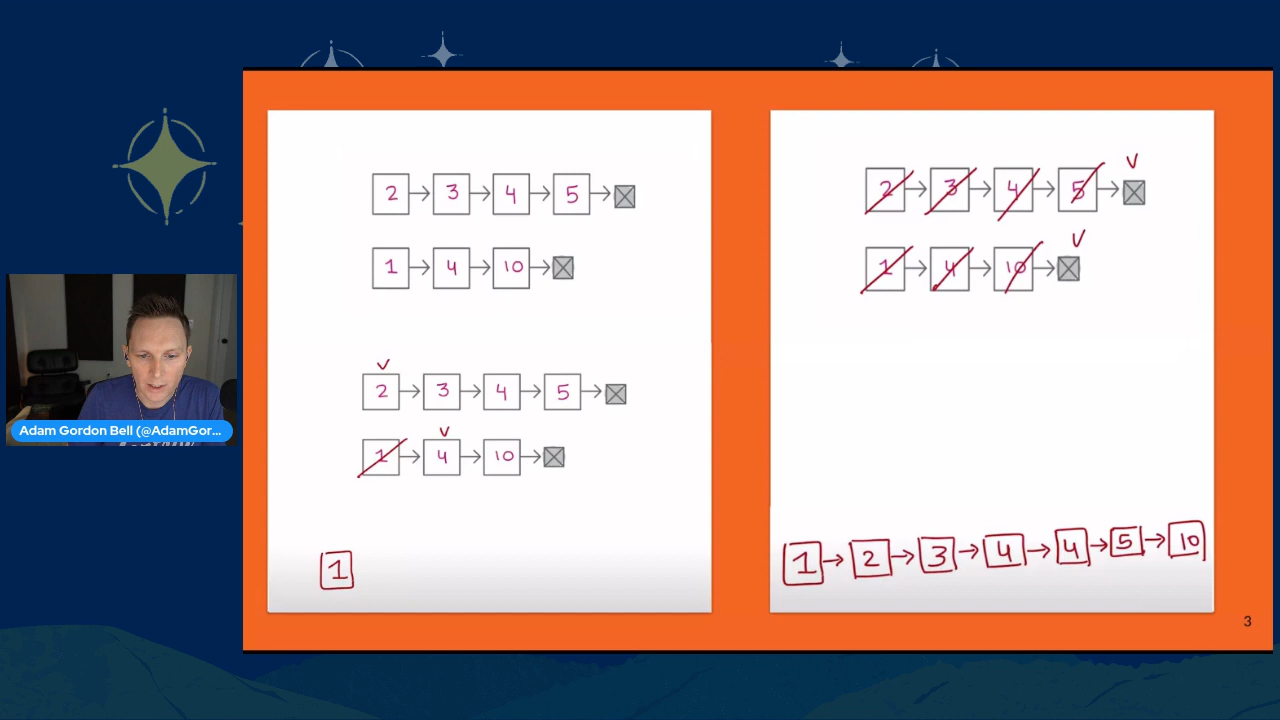 2 → 3 → 4 → 5 →
1 → 4 → 10 →
v
2 → 3 → 4 → 5 →
v
1 → 4 → 10 →
1
v
2 → 3 → 4 → 5 →
v
1 → 4 → 10 →
1 → 2 → 3 → 4 → 4 → 5 → 10
3
Adam Gordon Bell (@AdamGor...